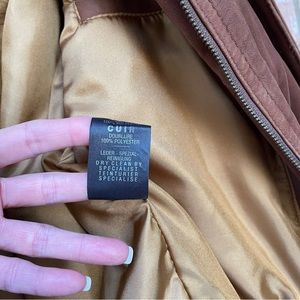 CUIR
DOUBLURE
100% POLYESTER
LEDER - SPEZIAL-
REINIGUNG
DRY CLEAN BY
SPECIALIST
TEINTURIER
SPECIALISE